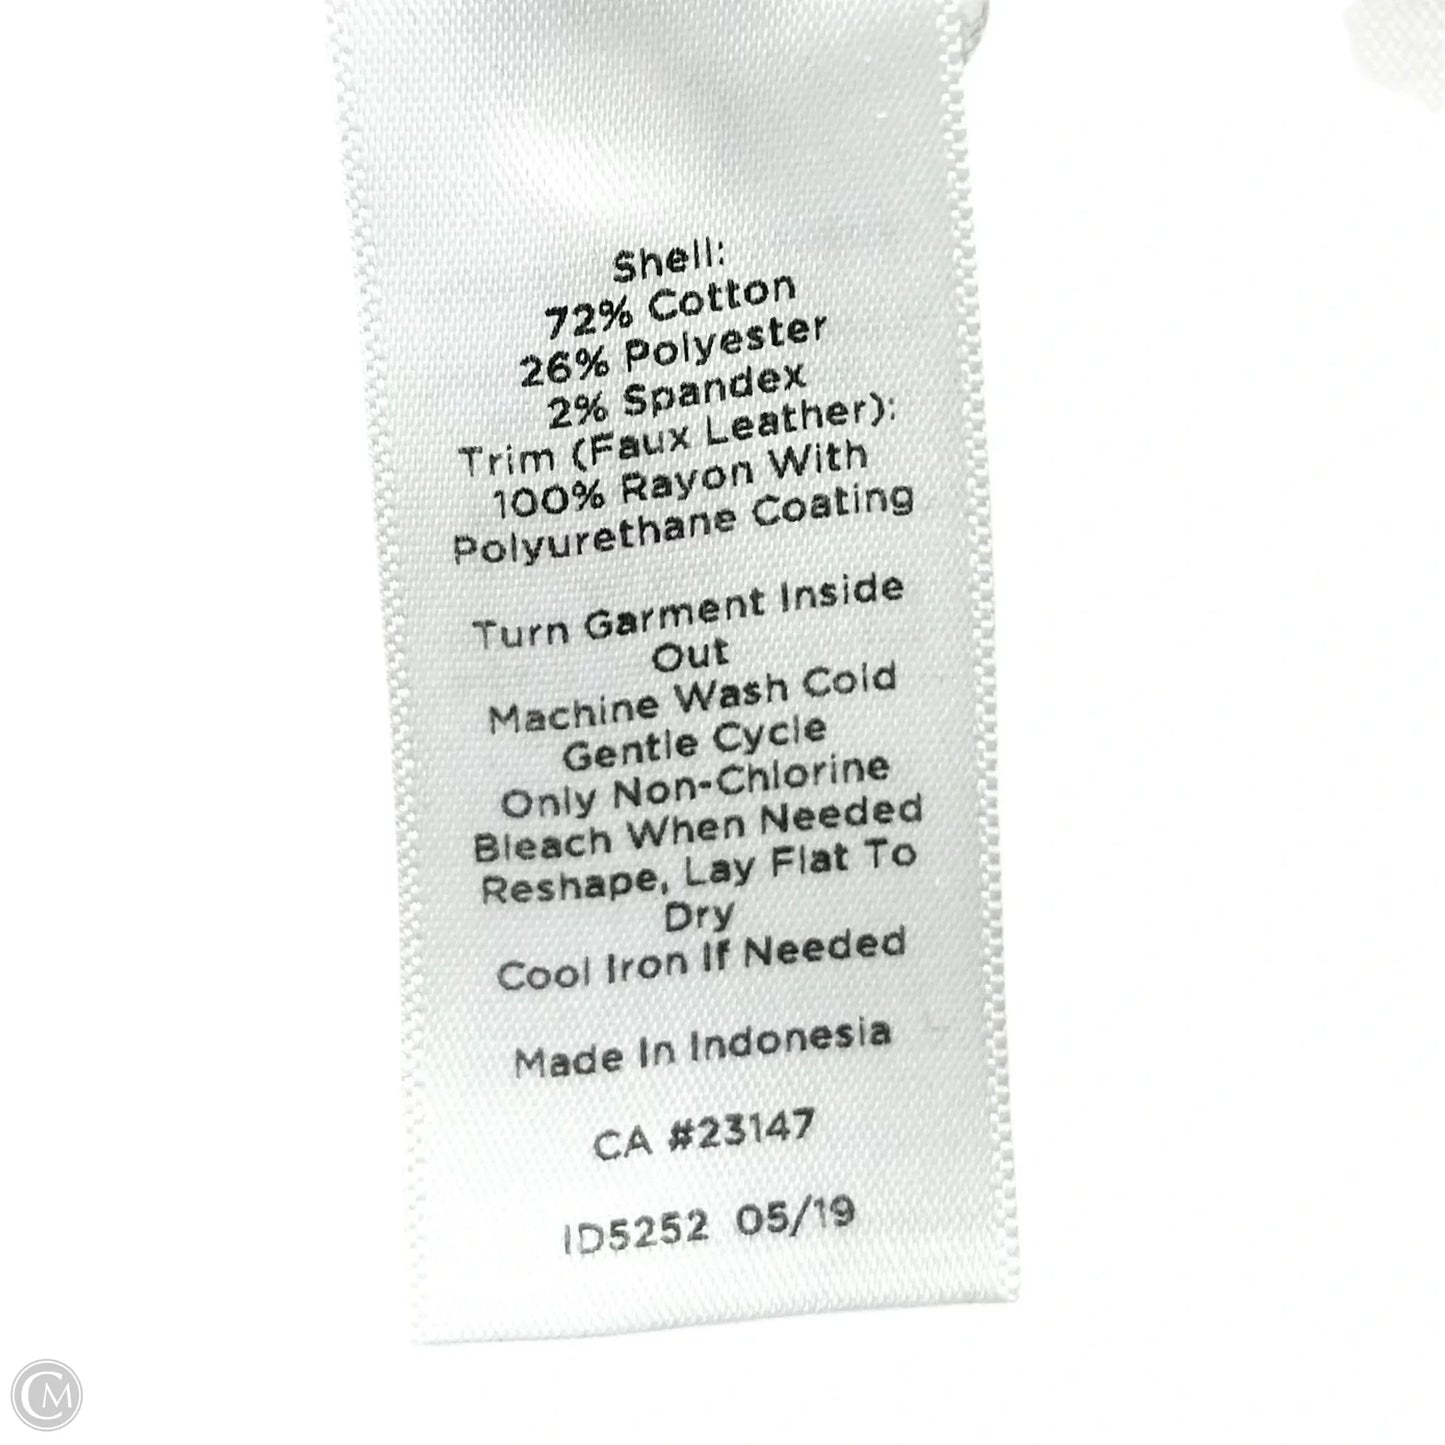 Shell:
72% Cotton
26% Polyester
2% Spandex
Trim (Faux Leather):
100% Rayon With
Polyurethane Coating
Turn Garment Inside
Out
Machine Wash Cold
Gentle Cycle
Only Non-Chlorine
Bleach When Needed
Reshape, Lay Flat To
Dry
Cool Iron If Needed
Made In Indonesia
CA #23147
ID5252 05/19
CM